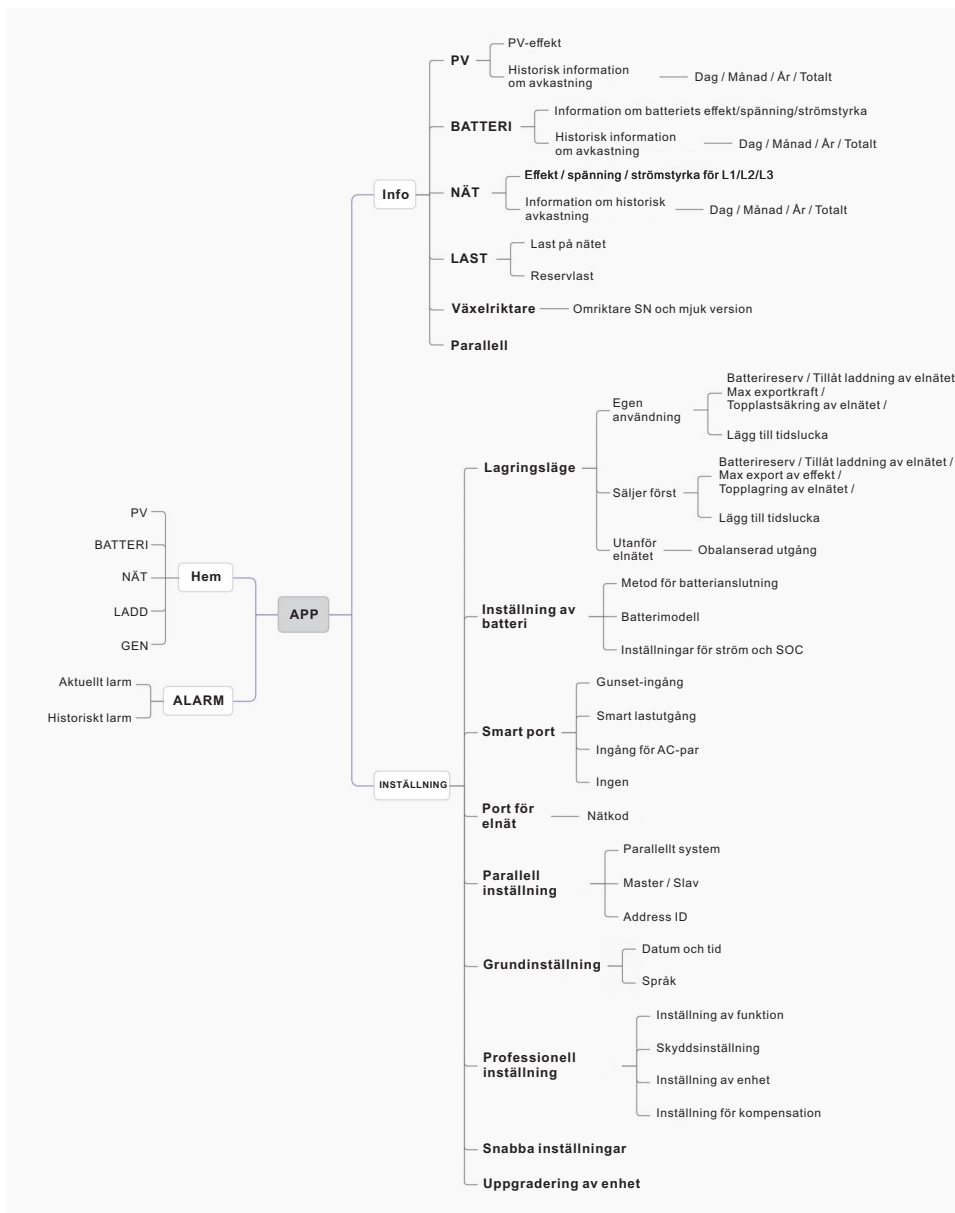 APP
Hem
PV
BATTERI
NÄT
LADD
GEN
ALARM
Aktuellt larm
Historiskt larm
Info
PV
PV-effekt
Historisk information
om avkastning
Dag / Månad / År / Totalt
BATTERI
Information om batteriets effekt/spänning/strömstyrka
Historisk information
om avkastning
Dag / Månad / År / Totalt
NÄT
Effekt / spänning / strömstyrka för L1/L2/L3
Information om historisk
avkastning
Dag / Månad / År / Totalt
LAST
Last på nätet
Reservlast
Växelriktare
Omriktare SN och mjuk version
Parallell
INSTÄLLNING
Lagringsläge
Egen
användning
Batterireserv / Tillåt laddning av elnätet
Max exportkraft /
Topplastsäkring av elnätet /
Lägg till tidslucka
Säljer först
Batterireserv / Tillåt laddning av elnätet /
Max export av effekt /
Topplagring av elnätet /
Lägg till tidslucka
Utanför
elnätet
Obalanserad utgång
Inställning av
batteri
Metod för batterianslutning
Batterimodell
Inställningar för ström och SOC
Smart port
Gunset-ingång
Smart lastutgång
Ingång för AC-par
Ingen
Port för
elnät
Nätkod
Parallell
inställning
Parallellt system
Master / Slav
Address ID
Grundinställning
Datum och tid
Språk
Professionell
inställning
Inställning av funktion
Skyddsinställning
Inställning av enhet
Inställning för kompensation
Snabba inställningar
Uppgradering av enhet